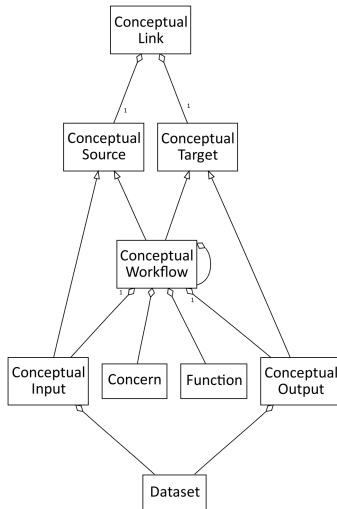 Conceptual
Link
1
1
Conceptual
Source
Conceptual
Target
Conceptual
Workflow
1
1
Conceptual
Input
Concern
Function
Conceptual
Output
Dataset